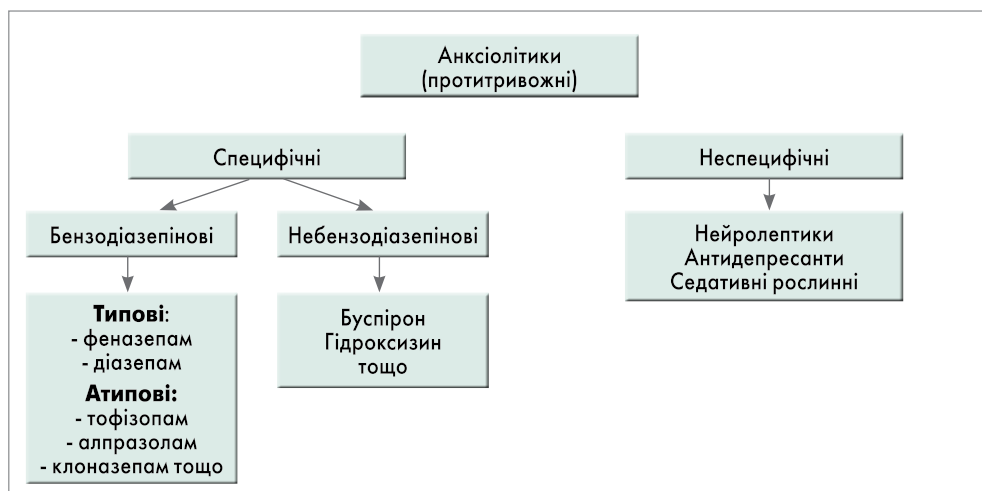 Анксіолітики
(протитривожні)
Специфічні
Неспецифічні
Бензодіазепінові
Небензодіазепінові
Нейролептики
Антидепресанти
Седативні рослинні
Типові:
- феназепам
- діазепам
Атипові:
- тофізопам
- алпразолам
- клоназепам тощо
Буспірон
Гідроксизин
тощо